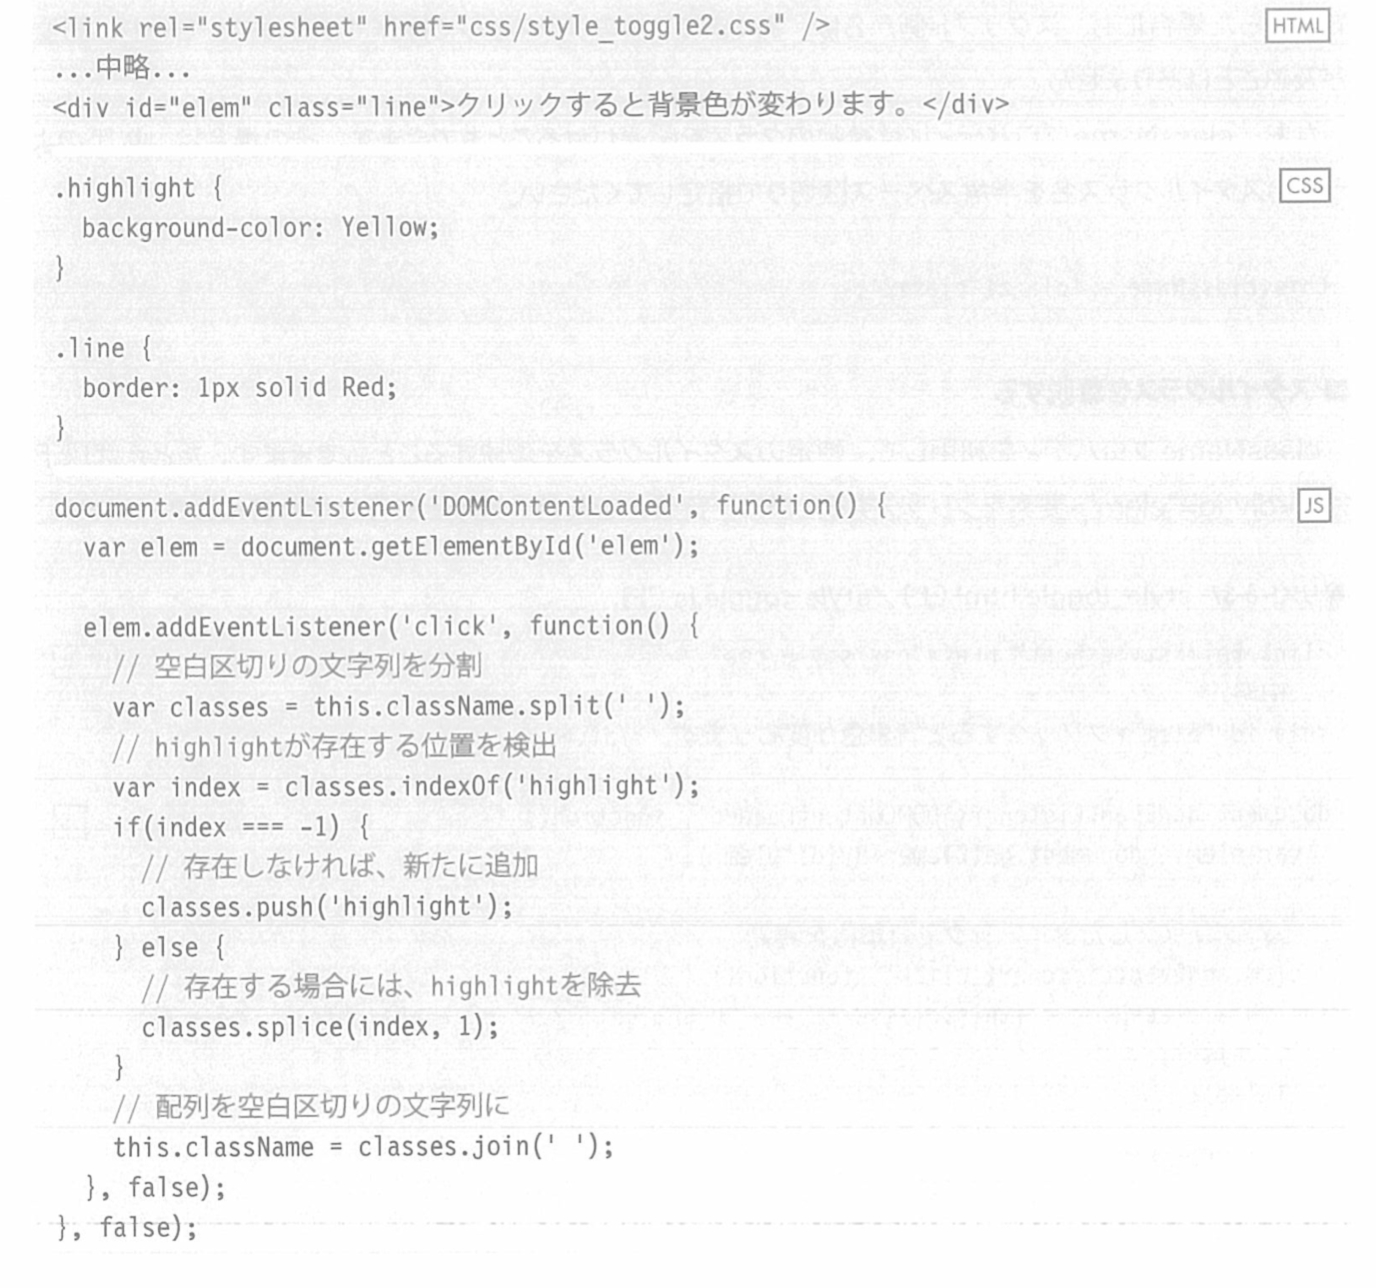 <link rel="stylesheet" href="css/style_toggle2.css" />
HTML
...中略...
<div id="elem" class="line">クリックすると背景色が変わります。</div>
.highlight {
CSS
  background-color: Yellow;
}
.line {
  border: 1px solid Red;
}
document.addEventListener('DOMContentLoaded', function() {
JS
  var elem = document.getElementById('elem');
  elem.addEventListener('click', function() {
    // 空白区切りの文字列を分割
    var classes = this.className.split(' ');
    // highlightが存在する位置を検出
    var index = classes.indexOf('highlight');
    if(index === -1) {
      // 存在しなければ、新たに追加
      classes.push('highlight');
    } else {
      // 存在する場合には、highlightを除去
      classes.splice(index, 1);
    }
    // 配列を空白区切りの文字列に
    this.className = classes.join(' ');
  }, false);
}, false);